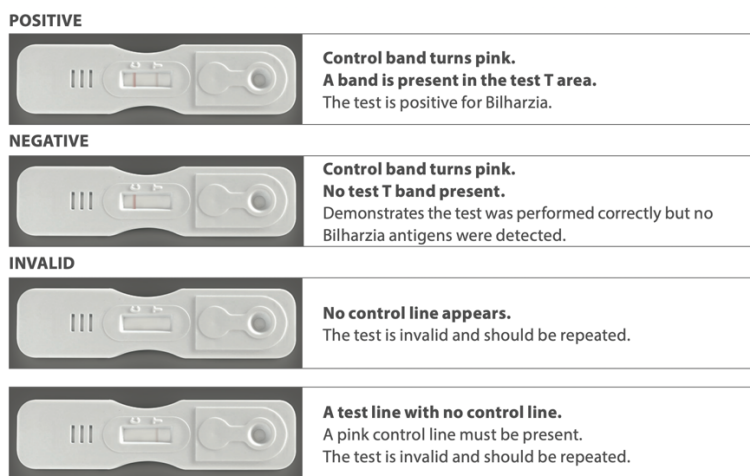 POSITIVE
C T
Control band turns pink.
A band is present in the test T area.
The test is positive for Bilharzia.
NEGATIVE
C T
Control band turns pink.
No test T band present.
Demonstrates the test was performed correctly but no
Bilharzia antigens were detected.
INVALID
C T
No control line appears.
The test is invalid and should be repeated.
C T
A test line with no control line.
A pink control line must be present.
The test is invalid and should be repeated.